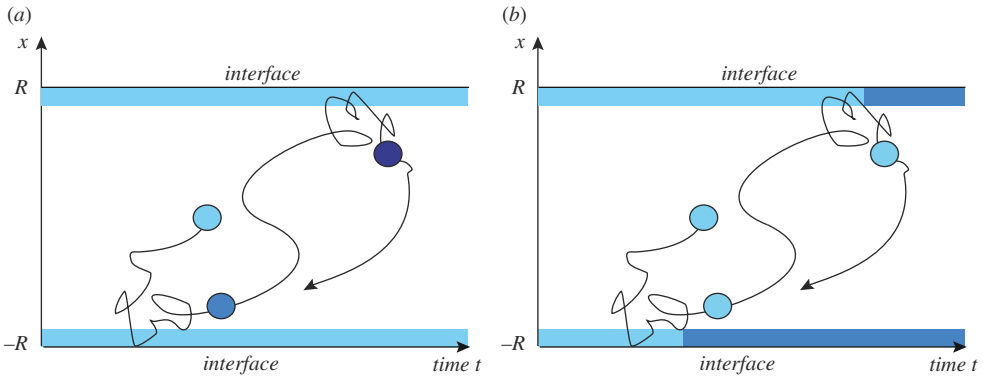 (a)
x
R
interface
–R
interface
time t
(b)
x
R
interface
–R
interface
time t